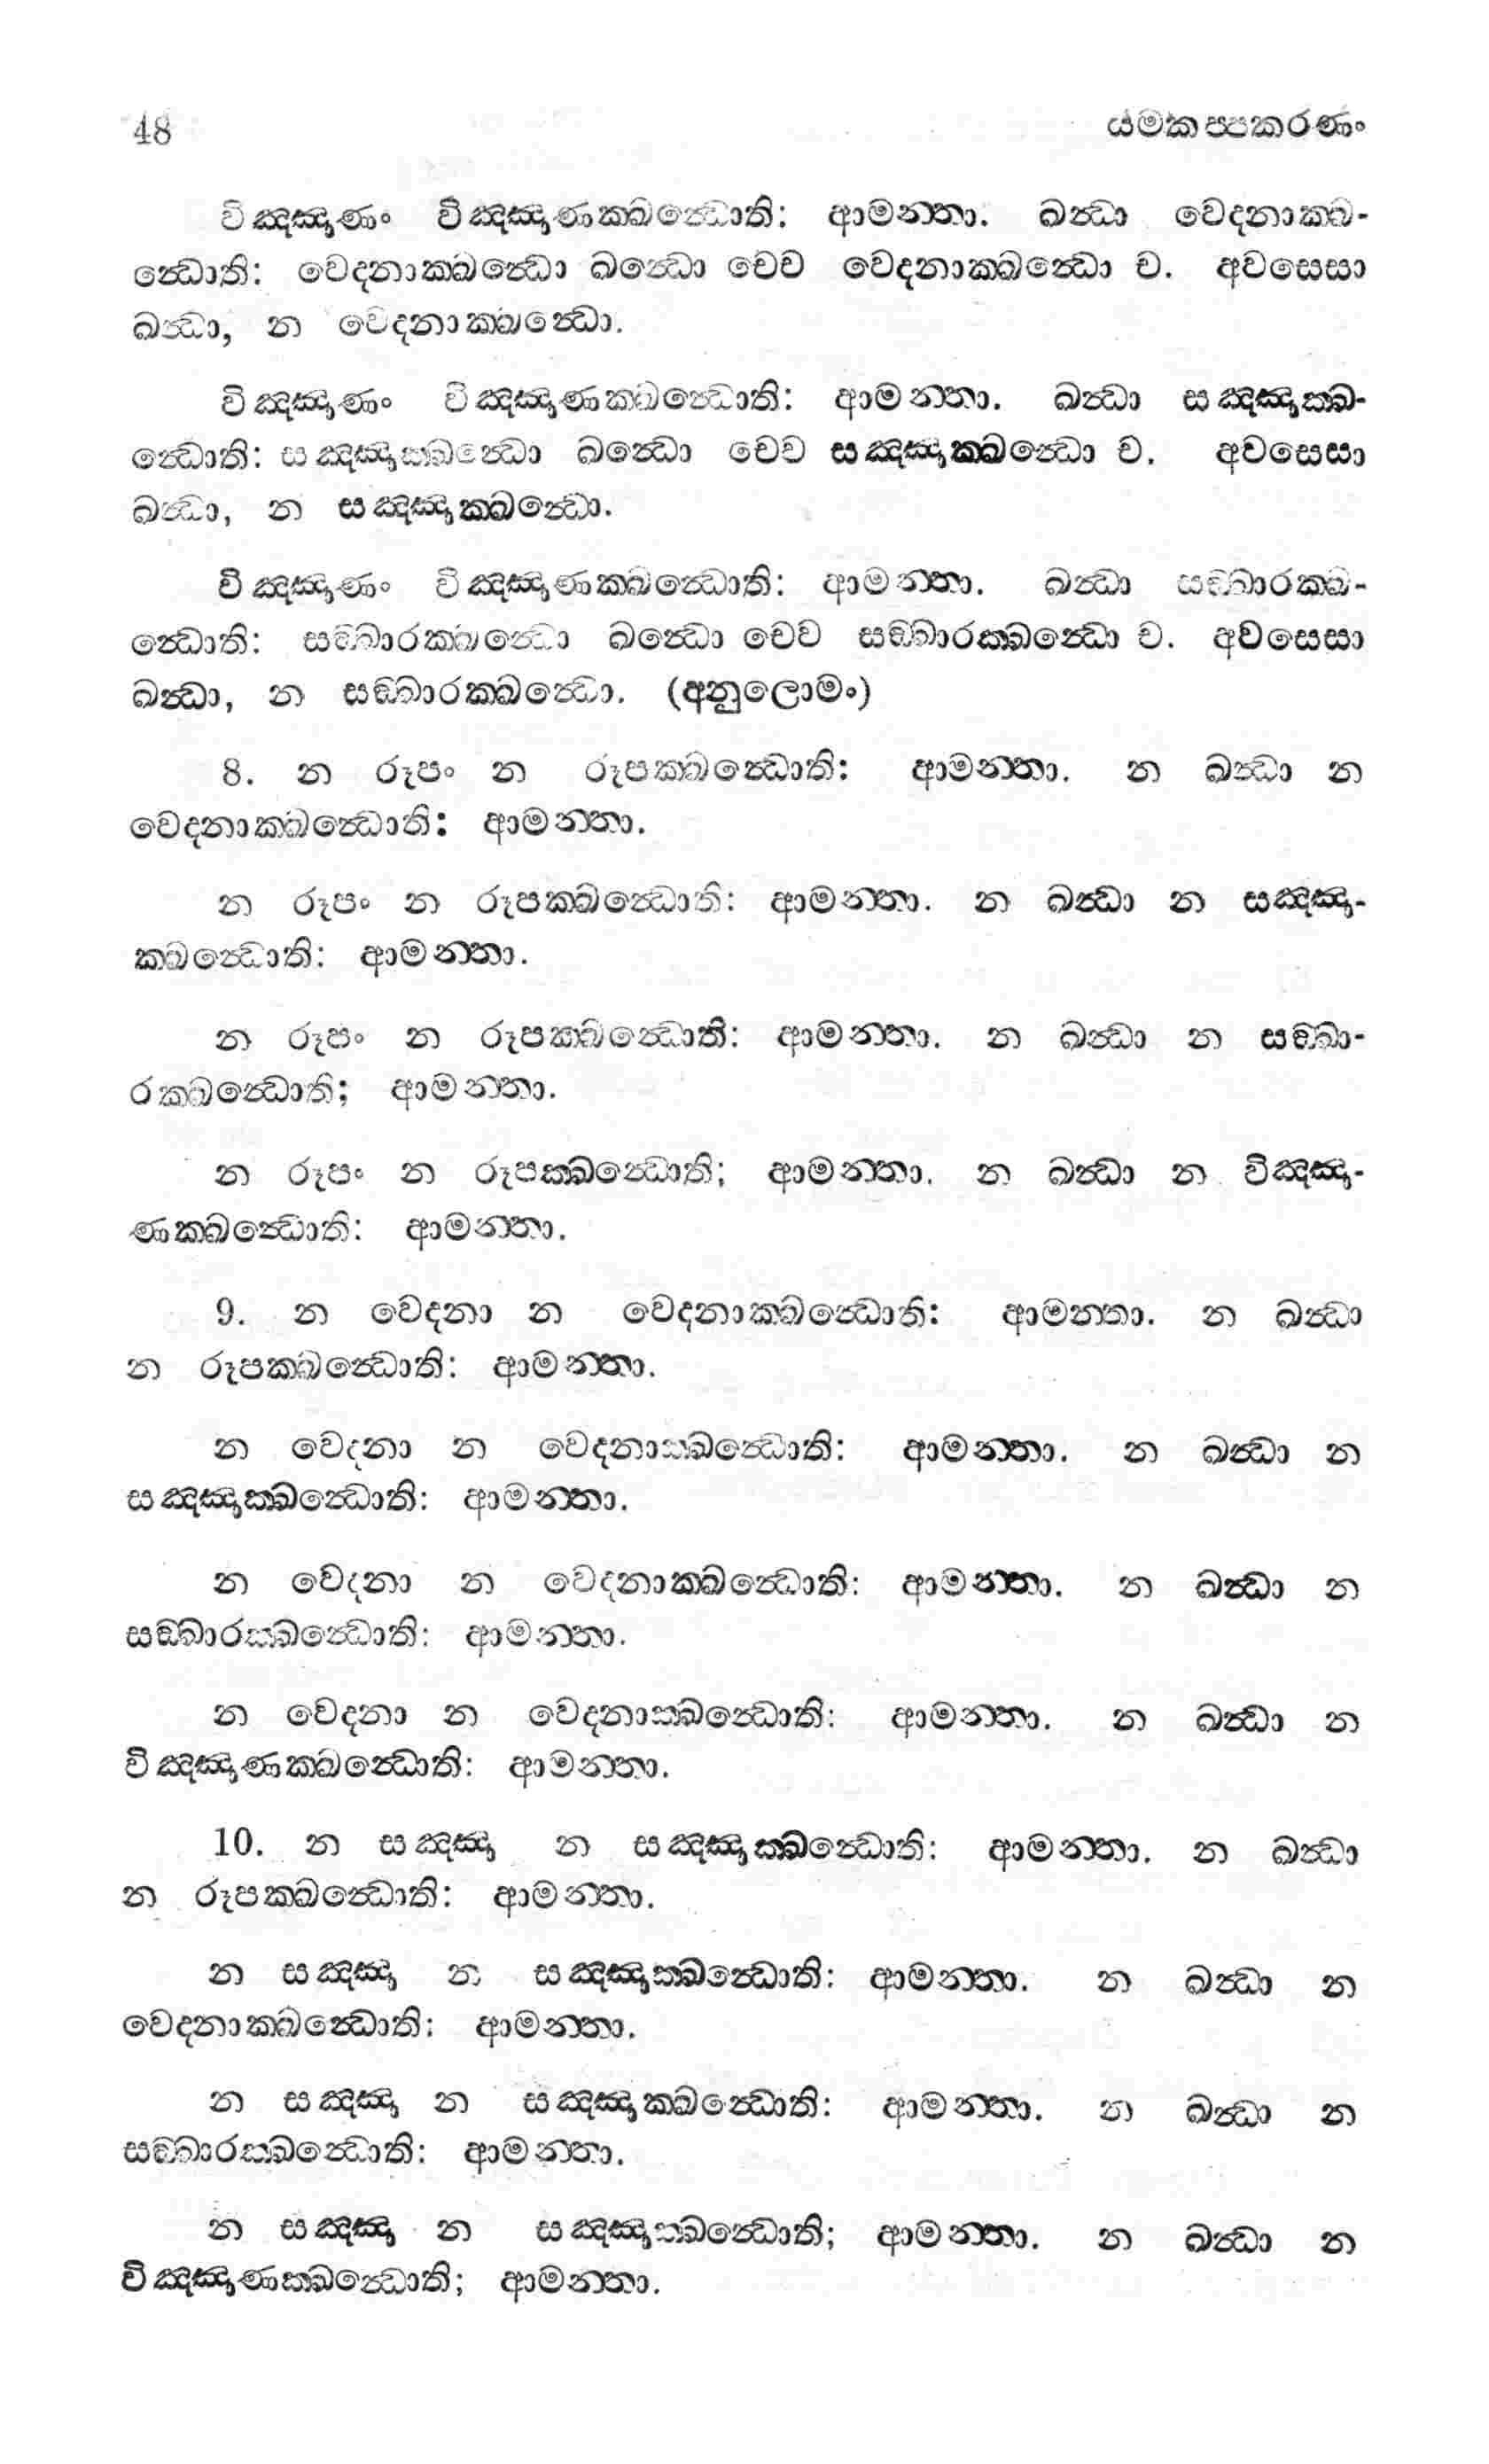 48 යමකප්පකරණං
විඤ්ඤාණං විඤ්ඤාණක්ඛන්ධොති: ආමන්තා. ඛන්ධා වෙදනාක්ඛ-
න්ධොති: වෙදනාක්ඛන්ධො ඛන්ධො චෙව වෙදනාක්ඛන්ධො ච. අවසෙසා
ඛන්ධා, න වෙදනාක්ඛන්ධො.
විඤ්ඤාණං විඤ්ඤාණක්ඛන්ධොති: ආමන්තා. ඛන්ධා සඤ්ඤාක්ඛ-
න්ධොති: සඤ්ඤාක්ඛන්ධො ඛන්ධො චෙව සඤ්ඤාක්ඛන්ධො ච. අවසෙසා
ඛන්ධා, න සඤ්ඤාක්ඛන්ධො.
විඤ්ඤාණං විඤ්ඤාණක්ඛන්ධොති: ආමන්තා. ඛන්ධා සඞ්ඛාරක්ඛ-
න්ධොති: සඞ්ඛාරක්ඛන්ධො ඛන්ධො චෙව සඞ්ඛාරක්ඛන්ධො ච. අවසෙසා
ඛන්ධා, න සඞ්ඛාරක්ඛන්ධො. (අනුලොමං)
8. න රූපං න රූපක්ඛන්ධොති: ආමන්තා. න ඛන්ධා න
වෙදනාක්ඛන්ධොති: ආමන්තා.
න රූපං න රූපක්ඛන්ධොති: ආමන්තා. න ඛන්ධා න සඤ්ඤා-
ක්ඛන්ධොති: ආමන්තා.
න රූපං න රූපක්ඛන්ධොති: ආමන්තා. න ඛන්ධා න සඞ්ඛා-
රක්ඛන්ධොති; ආමන්තා.
න රූපං න රූපක්ඛන්ධොති; ආමන්තා. න ඛන්ධා න විඤ්ඤා-
ණක්ඛන්ධොති: ආමන්තා.
9. න වෙදනා න වෙදනාක්ඛන්ධොති: ආමන්තා. න ඛන්ධා
න රූපක්ඛන්ධොති: ආමන්තා.
න වෙදනා න වෙදනාක්ඛන්ධොති: ආමන්තා. න ඛන්ධා න
සඤ්ඤාක්ඛන්ධොති: ආමන්තා.
න වෙදනා න වෙදනාක්ඛන්ධොති: ආමන්තා. න ඛන්ධා න
සඞ්ඛාරක්ඛන්ධොති: ආමන්තා.
න වෙදනා න වෙදනාක්ඛන්ධොති: ආමන්තා. න ඛන්ධා න
විඤ්ඤාණක්ඛන්ධොති: ආමන්තා.
10. න සඤ්ඤා න සඤ්ඤාක්ඛන්ධොති: ආමන්තා. න ඛන්ධා
න රූපක්ඛන්ධොති: ආමන්තා.
න සඤ්ඤා න සඤ්ඤාක්ඛන්ධොති: ආමන්තා. න ඛන්ධා න
වෙදනාක්ඛන්ධොති: ආමන්තා.
න සඤ්ඤා න සඤ්ඤාක්ඛන්ධොති: ආමන්තා. න ඛන්ධා න
සඞ්ඛාරක්ඛන්ධොති: ආමන්තා.
න සඤ්ඤා න සඤ්ඤාක්ඛන්ධොති; ආමන්තා. න ඛන්ධා න
විඤ්ඤාණක්ඛන්ධොති; ආමන්තා.